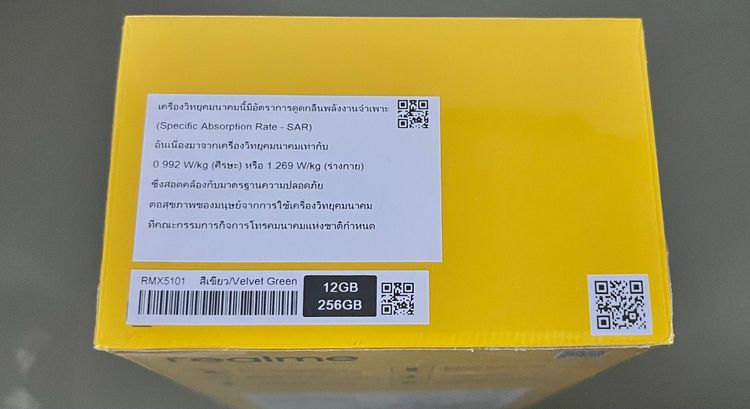 เครื่องวิทยุคมนาคมนี้มีอัตราการดูดกลืนพลังงานจำเพาะ
(Specific Absorption Rate - SAR)
อันเนื่องมาจากเครื่องวิทยุคมนาคมเท่ากับ
0.992 W/kg (ศีรษะ) หรือ 1.269 W/kg (ร่างกาย)
ซึ่งสอดคล้องกับมาตรฐานความปลอดภัย
ต่อสุขภาพของมนุษย์จากการใช้เครื่องวิทยุคมนาคม
ที่คณะกรรมการกิจการโทรคมนาคมแห่งชาติกำหนด
RMX5101 สีเขียว/Velvet Green
12GB
256GB
realme